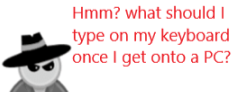 Hmm? what should I
type on my keyboard
once I get onto a PC?